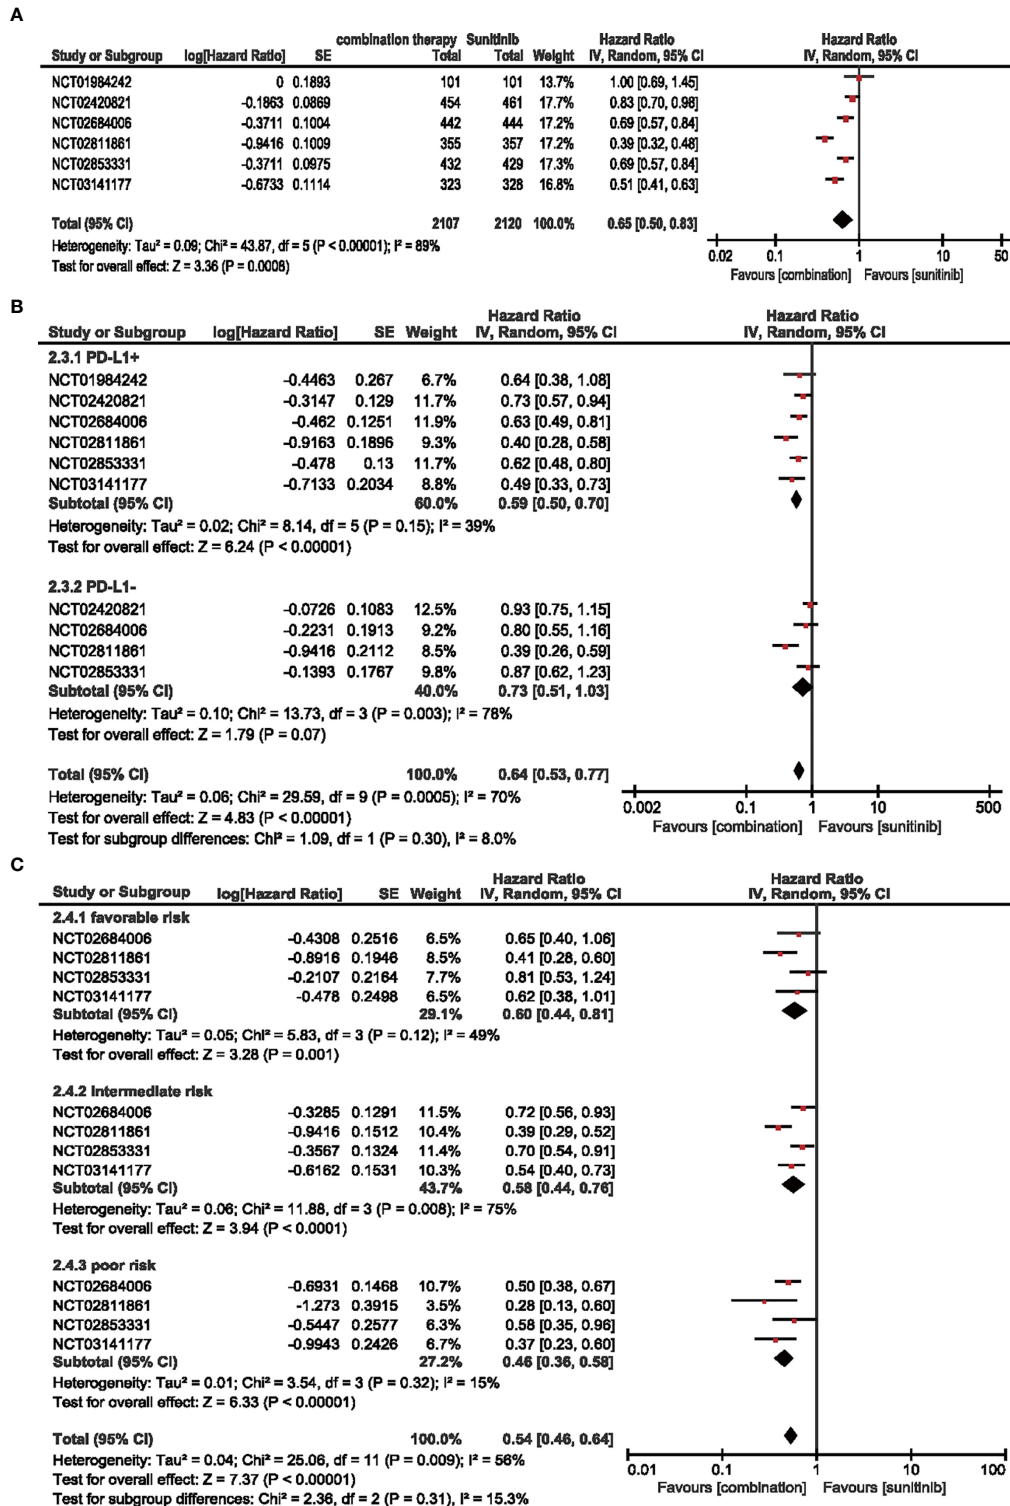 A
combination therapy Sunitinib Hazard Ratio Hazard Ratio
Study or Subgroup log[Hazard Ratio] SE Total Total Weight IV, Random, 95% CI IV, Random, 95% CI
NCT01984242 0 0.1893 101 101 13.7% 1.00 [0.69, 1.45]
NCT02420821 -0.1863 0.0869 454 461 17.7% 0.83 [0.70, 0.98]
NCT02684006 -0.3711 0.1004 442 444 17.2% 0.69 [0.57, 0.84]
NCT02811861 -0.9416 0.1009 355 357 17.2% 0.39 [0.32, 0.48]
NCT02853331 -0.3711 0.0975 432 429 17.3% 0.69 [0.57, 0.84]
NCT03141177 -0.6733 0.1114 323 328 16.8% 0.51 [0.41, 0.63]
Total (95% CI) 2107 2120 100.0% 0.65 [0.50, 0.83]
Heterogeneity: Tau² = 0.09; Chi² = 43.87, df = 5 (P < 0.00001); I² = 89%
Test for overall effect: Z = 3.36 (P = 0.0008)
0.02 0.1 1 10 50
Favours [combination] Favours [sunitinib]
B
Hazard Ratio Hazard Ratio
Study or Subgroup log[Hazard Ratio] SE Weight IV, Random, 95% CI IV, Random, 95% CI
2.3.1 PD-L1+
NCT01984242 -0.4463 0.267 6.7% 0.64 [0.38, 1.08]
NCT02420821 -0.3147 0.129 11.7% 0.73 [0.57, 0.94]
NCT02684006 -0.462 0.1251 11.9% 0.63 [0.49, 0.81]
NCT02811861 -0.9163 0.1896 9.3% 0.40 [0.28, 0.58]
NCT02853331 -0.478 0.13 11.7% 0.62 [0.48, 0.80]
NCT03141177 -0.7133 0.2034 8.8% 0.49 [0.33, 0.73]
Subtotal (95% CI) 60.0% 0.59 [0.50, 0.70]
Heterogeneity: Tau² = 0.02; Chi² = 8.14, df = 5 (P = 0.15); I² = 39%
Test for overall effect: Z = 6.24 (P < 0.00001)
2.3.2 PD-L1-
NCT02420821 -0.0726 0.1083 12.5% 0.93 [0.75, 1.15]
NCT02684006 -0.2231 0.1913 9.2% 0.80 [0.55, 1.16]
NCT02811861 -0.9416 0.2112 8.5% 0.39 [0.26, 0.59]
NCT02853331 -0.1393 0.1767 9.8% 0.87 [0.62, 1.23]
Subtotal (95% CI) 40.0% 0.73 [0.51, 1.03]
Heterogeneity: Tau² = 0.10; Chi² = 13.73, df = 3 (P = 0.003); I² = 78%
Test for overall effect: Z = 1.79 (P = 0.07)
Total (95% CI) 100.0% 0.64 [0.53, 0.77]
Heterogeneity: Tau² = 0.06; Chi² = 29.59, df = 9 (P = 0.0005); I² = 70%
Test for overall effect: Z = 4.83 (P < 0.00001)
Test for subgroup differences: Chi² = 1.09, df = 1 (P = 0.30), I² = 8.0%
0.002 0.1 1 10 500
Favours [combination] Favours [sunitinib]
C
Hazard Ratio Hazard Ratio
Study or Subgroup log[Hazard Ratio] SE Weight IV, Random, 95% CI IV, Random, 95% CI
2.4.1 favorable risk
NCT02684006 -0.4308 0.2516 6.5% 0.65 [0.40, 1.06]
NCT02811861 -0.8916 0.1946 8.5% 0.41 [0.28, 0.60]
NCT02853331 -0.2107 0.2164 7.7% 0.81 [0.53, 1.24]
NCT03141177 -0.478 0.2498 6.5% 0.62 [0.38, 1.01]
Subtotal (95% CI) 29.1% 0.60 [0.44, 0.81]
Heterogeneity: Tau² = 0.05; Chi² = 5.83, df = 3 (P = 0.12); I² = 49%
Test for overall effect: Z = 3.28 (P = 0.001)
2.4.2 Intermediate risk
NCT02684006 -0.3285 0.1291 11.5% 0.72 [0.56, 0.93]
NCT02811861 -0.9416 0.1512 10.4% 0.39 [0.29, 0.52]
NCT02853331 -0.3567 0.1324 11.4% 0.70 [0.54, 0.91]
NCT03141177 -0.6162 0.1531 10.3% 0.54 [0.40, 0.73]
Subtotal (95% CI) 43.7% 0.58 [0.44, 0.76]
Heterogeneity: Tau² = 0.06; Chi² = 11.88, df = 3 (P = 0.008); I² = 75%
Test for overall effect: Z = 3.94 (P < 0.0001)
2.4.3 poor risk
NCT02684006 -0.6931 0.1468 10.7% 0.50 [0.38, 0.67]
NCT02811861 -1.273 0.3915 3.5% 0.28 [0.13, 0.60]
NCT02853331 -0.5447 0.2577 6.3% 0.58 [0.35, 0.96]
NCT03141177 -0.9943 0.2426 6.7% 0.37 [0.23, 0.60]
Subtotal (95% CI) 27.2% 0.46 [0.36, 0.58]
Heterogeneity: Tau² = 0.01; Chi² = 3.54, df = 3 (P = 0.32); I² = 15%
Test for overall effect: Z = 6.33 (P < 0.00001)
Total (95% CI) 100.0% 0.54 [0.46, 0.64]
Heterogeneity: Tau² = 0.04; Chi² = 25.06, df = 11 (P = 0.009); I² = 56%
Test for overall effect: Z = 7.37 (P < 0.00001)
Test for subgroup differences: Chi² = 2.36, df = 2 (P = 0.31), I² = 15.3%
0.01 0.1 1 10 100
Favours [combination] Favours [sunitinib]